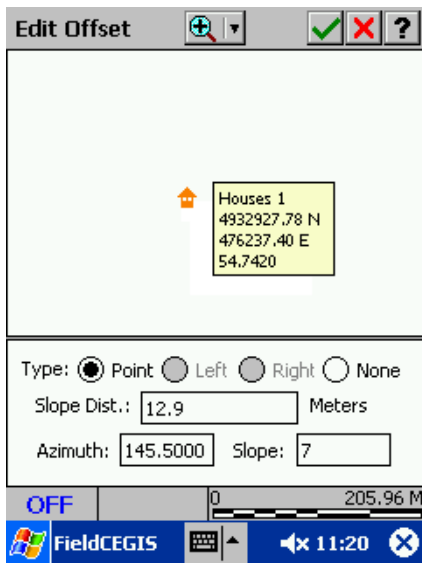 Edit Offset ?
Houses 1
4932927.78 N
476237.40 E
54.7420
Type: Point Left Right None
Slope Dist.: 12.9 Meters
Azimuth: 145.5000 Slope: 7
OFF 0 205.96 M
FieldCEGIS 11:20